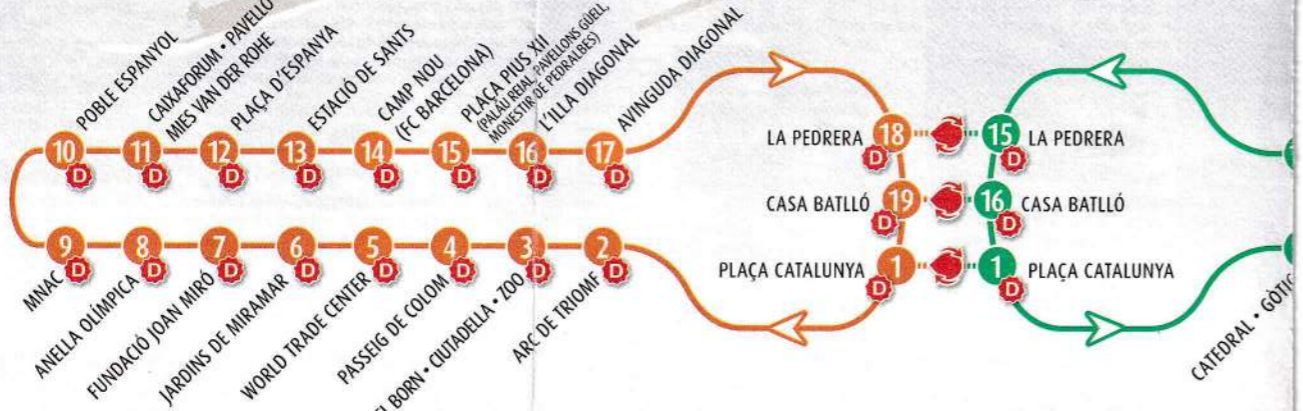 POBLE ESPANYOL
CAIXAFORUM • PAVELLÓ
MIES VAN DER ROHE
PLAÇA D'ESPANYA
ESTACIÓ DE SANTS
CAMP NOU
(FC BARCELONA)
PLAÇA PIUS XII
(PALAU REIAL, PAVELLONS GÜELL,
MONESTIR DE PEDRALBES)
L'ILLA DIAGONAL
AVINGUDA DIAGONAL
10 D
11 D
12 D
13 D
14 D
15 D
16 D
17 D
9 D
8 D
7 D
6 D
5 D
4 D
3 D
2 D
MNAC
ANELLA OLÍMPICA
FUNDACIÓ JOAN MIRÓ
JARDINS DE MIRAMAR
WORLD TRADE CENTER
PASSEIG DE COLOM
EL BORN • CIUTADELLA • ZOO
ARC DE TRIOMF
LA PEDRERA 18 D
15 D LA PEDRERA
CASA BATLLÓ 19 D
16 D CASA BATLLÓ
PLAÇA CATALUNYA 1 D
1 D PLAÇA CATALUNYA
CATEDRAL • GÒTIC